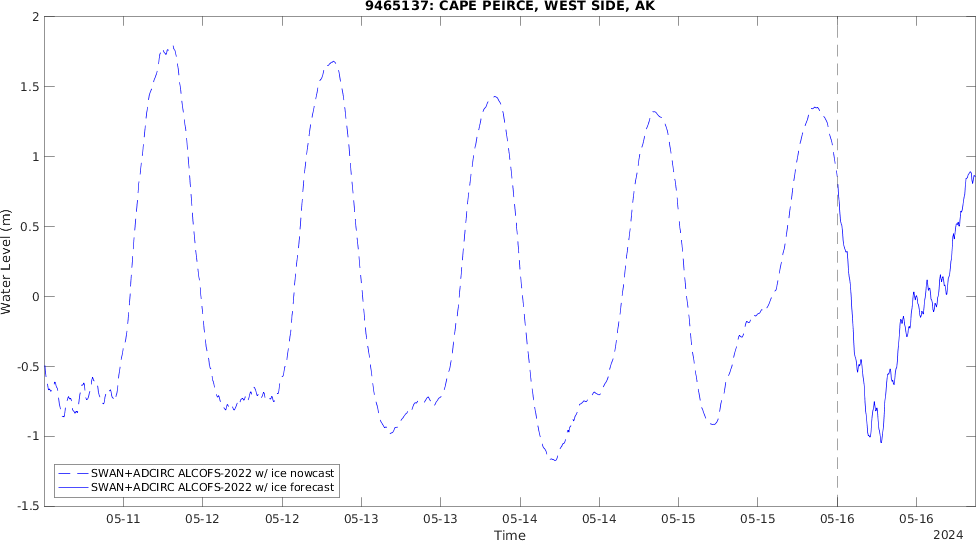 9465137: CAPE PEIRCE, WEST SIDE, AK
2
1.5
1
0.5
0
-0.5
-1
-1.5
Water Level (m)
SWAN+ADCIRC ALCOFS-2022 w/ ice nowcast
SWAN+ADCIRC ALCOFS-2022 w/ ice forecast
05-11 05-12 05-12 05-13 05-13 05-14 05-14 05-15 05-15 05-16 05-16
Time
2024